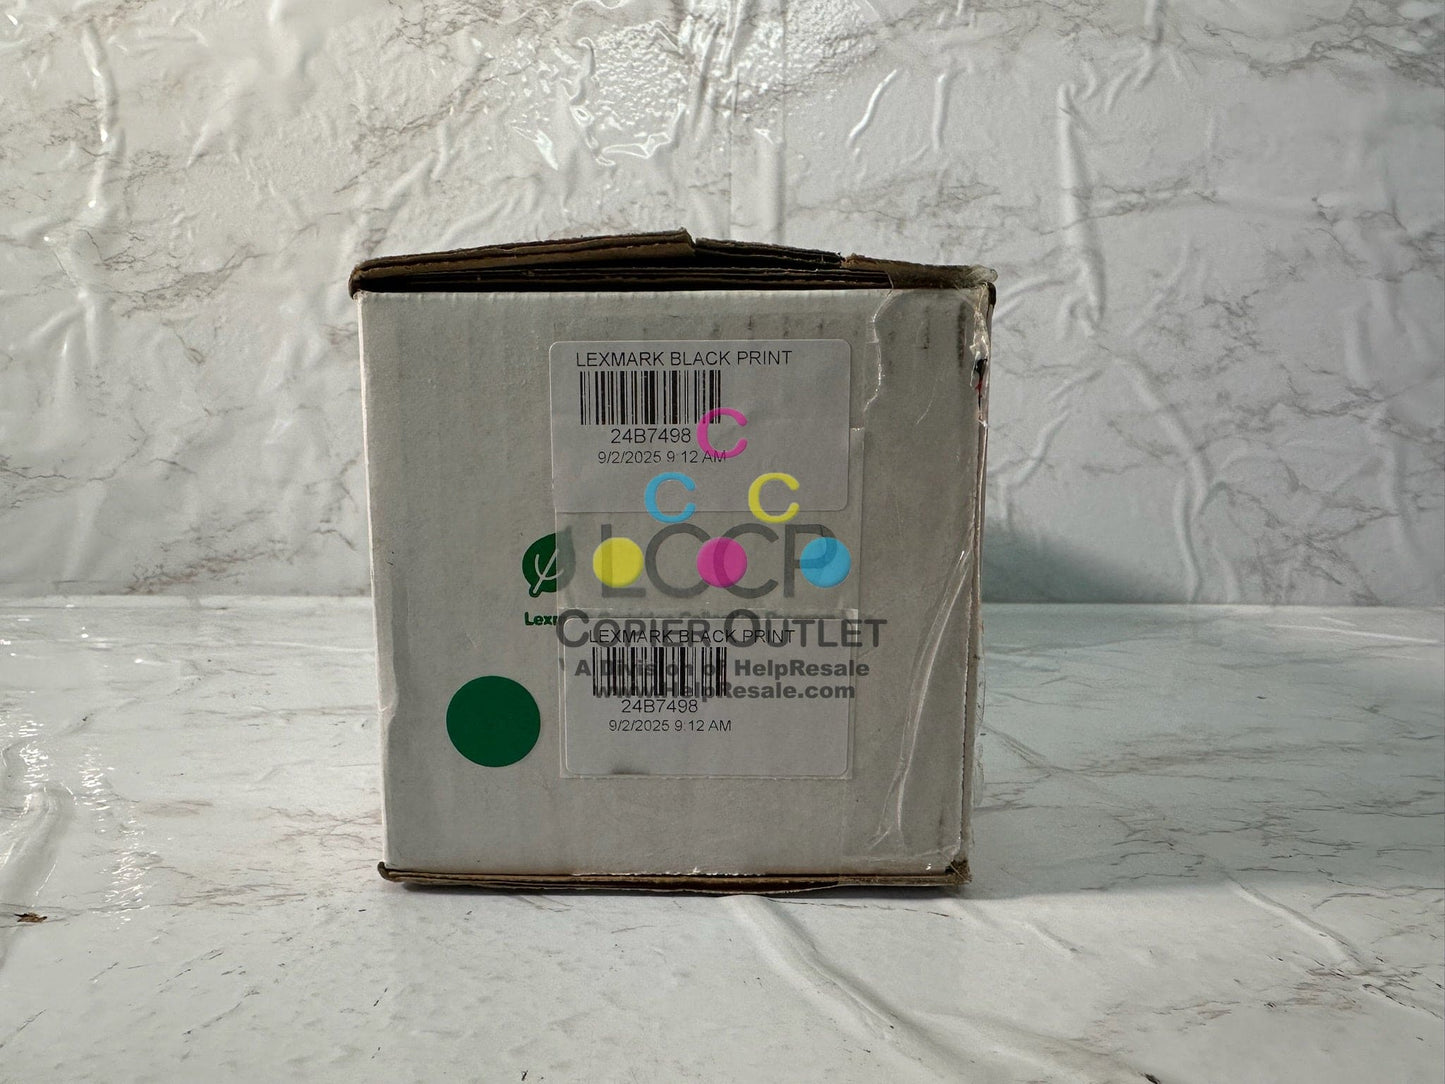 LEXMARK BLACK PRINT
24B7498
9/2/2025 9:12 AM
C
C C
LCCP
Lexm
COPIER OUTLET
LEXMARK BLACK PRINT
A Division of HelpResale
www.HelpResale.com
24B7498
9/2/2025 9:12 AM